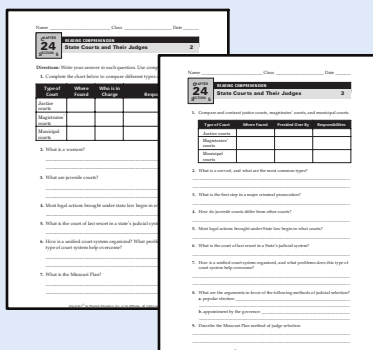 Name Class Date
CHAPTER
24
SECTION
READING COMPREHENSION
State Courts and Their Judges 2
Directions: Write your answer to each question. Use comp
1. Complete the chart below to compare different types
Type of Court Where Found Who is in Charge Respo
Justice courts
Magistrates' courts
Municipal courts
2. What is a warrant?
3. What are juvenile courts?
4. Most legal actions brought under state law begin in w
5. What is the court of last resort in a state's judicial syst
6. How is a unified court system organized? What probl
type of court system help overcome?
7. What is the Missouri Plan?
Name Class Date
CHAPTER
24
SECTION
READING COMPREHENSION
State Courts and Their Judges 3
1. Compare and contrast justice courts, magistrates' courts, and municipal courts.
Type of Court Where Found Presided Over By Responsibilities
Justice courts
Magistrates' courts
Municipal courts
2. What is a warrant, and what are the most common types?
3. What is the first step in a major criminal prosecution?
4. How do juvenile courts differ from other courts?
5. Most legal actions brought under State law begin in what courts?
6. What is the court of last resort in a State's judicial system?
7. How is a unified court system organized, and what problems does this type of
court system help overcome?
8. What are the arguments in favor of the following methods of judicial selection?
a. popular election
b. appointment by the governor
9. Describe the Missouri Plan method of judge selection.